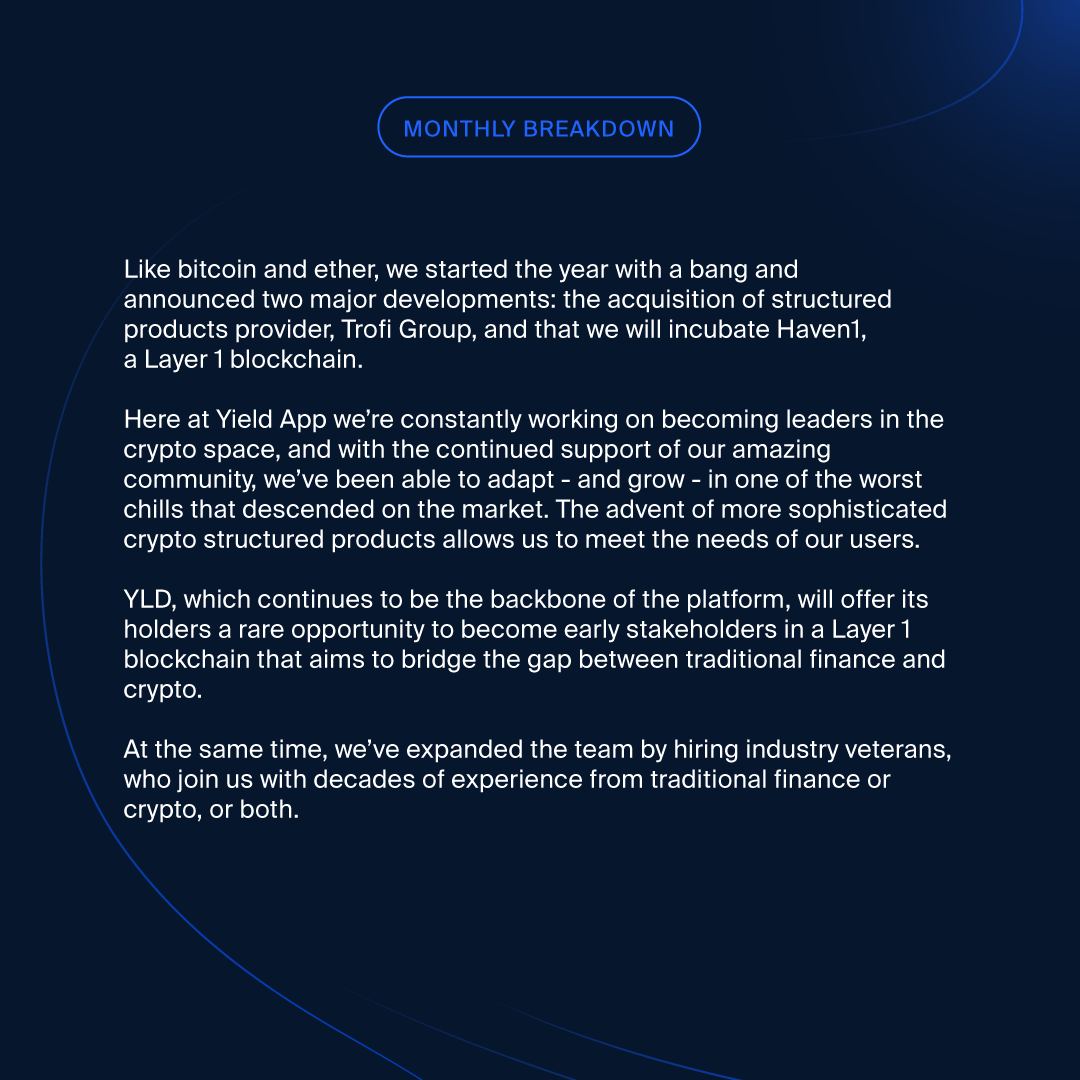 MONTHLY BREAKDOWN
Like bitcoin and ether, we started the year with a bang and
announced two major developments: the acquisition of structured
products provider, Trofi Group, and that we will incubate Haven1,
a Layer 1 blockchain.
Here at Yield App we’re constantly working on becoming leaders in the
crypto space, and with the continued support of our amazing
community, we’ve been able to adapt - and grow - in one of the worst
chills that descended on the market. The advent of more sophisticated
crypto structured products allows us to meet the needs of our users.
YLD, which continues to be the backbone of the platform, will offer its
holders a rare opportunity to become early stakeholders in a Layer 1
blockchain that aims to bridge the gap between traditional finance and
crypto.
At the same time, we’ve expanded the team by hiring industry veterans,
who join us with decades of experience from traditional finance or
crypto, or both.